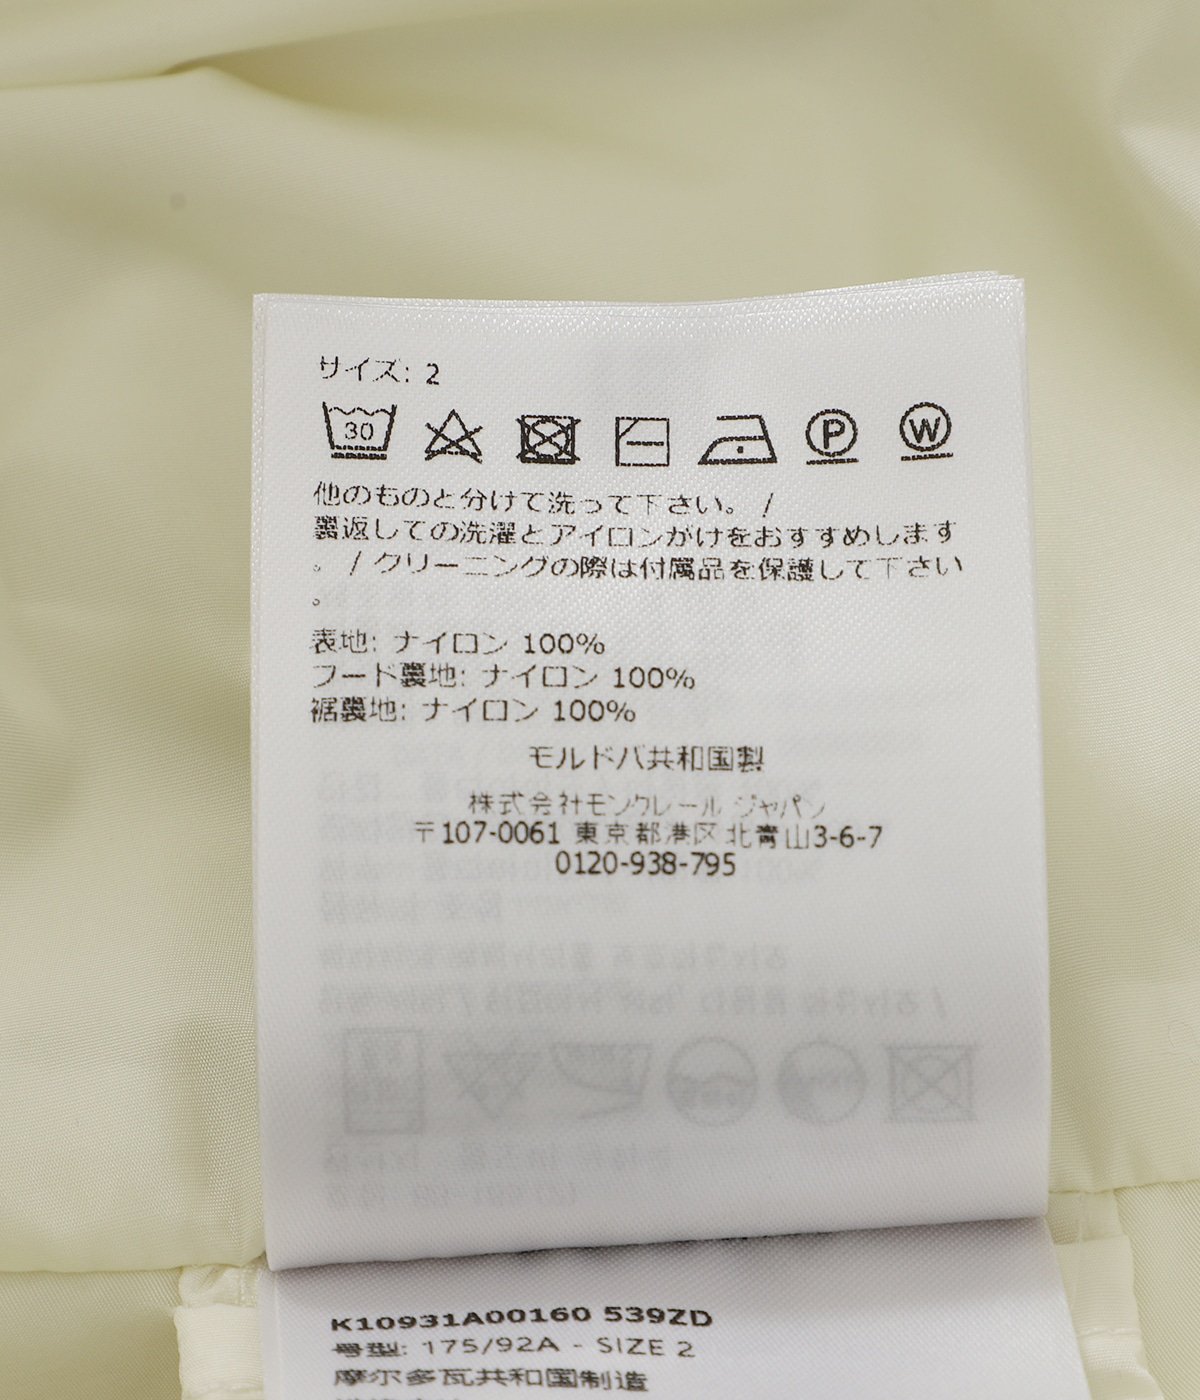 サイズ: 2
30
P W
他のものと分けて洗って下さい。 /
裏返しての洗濯とアイロンがけをおすすめします
。 / クリーニングの際は付属品を保護して下さい
。
表地: ナイロン 100%
フード裏地: ナイロン 100%
裾裏地: ナイロン 100%
モルドバ共和国製
株式会社モンクレール ジャパン
〒107-0061 東京都港区北青山3-6-7
0120-938-795
K10931A00160 539ZD
号型: 175/92A - SIZE 2
摩尔多瓦共和国制造